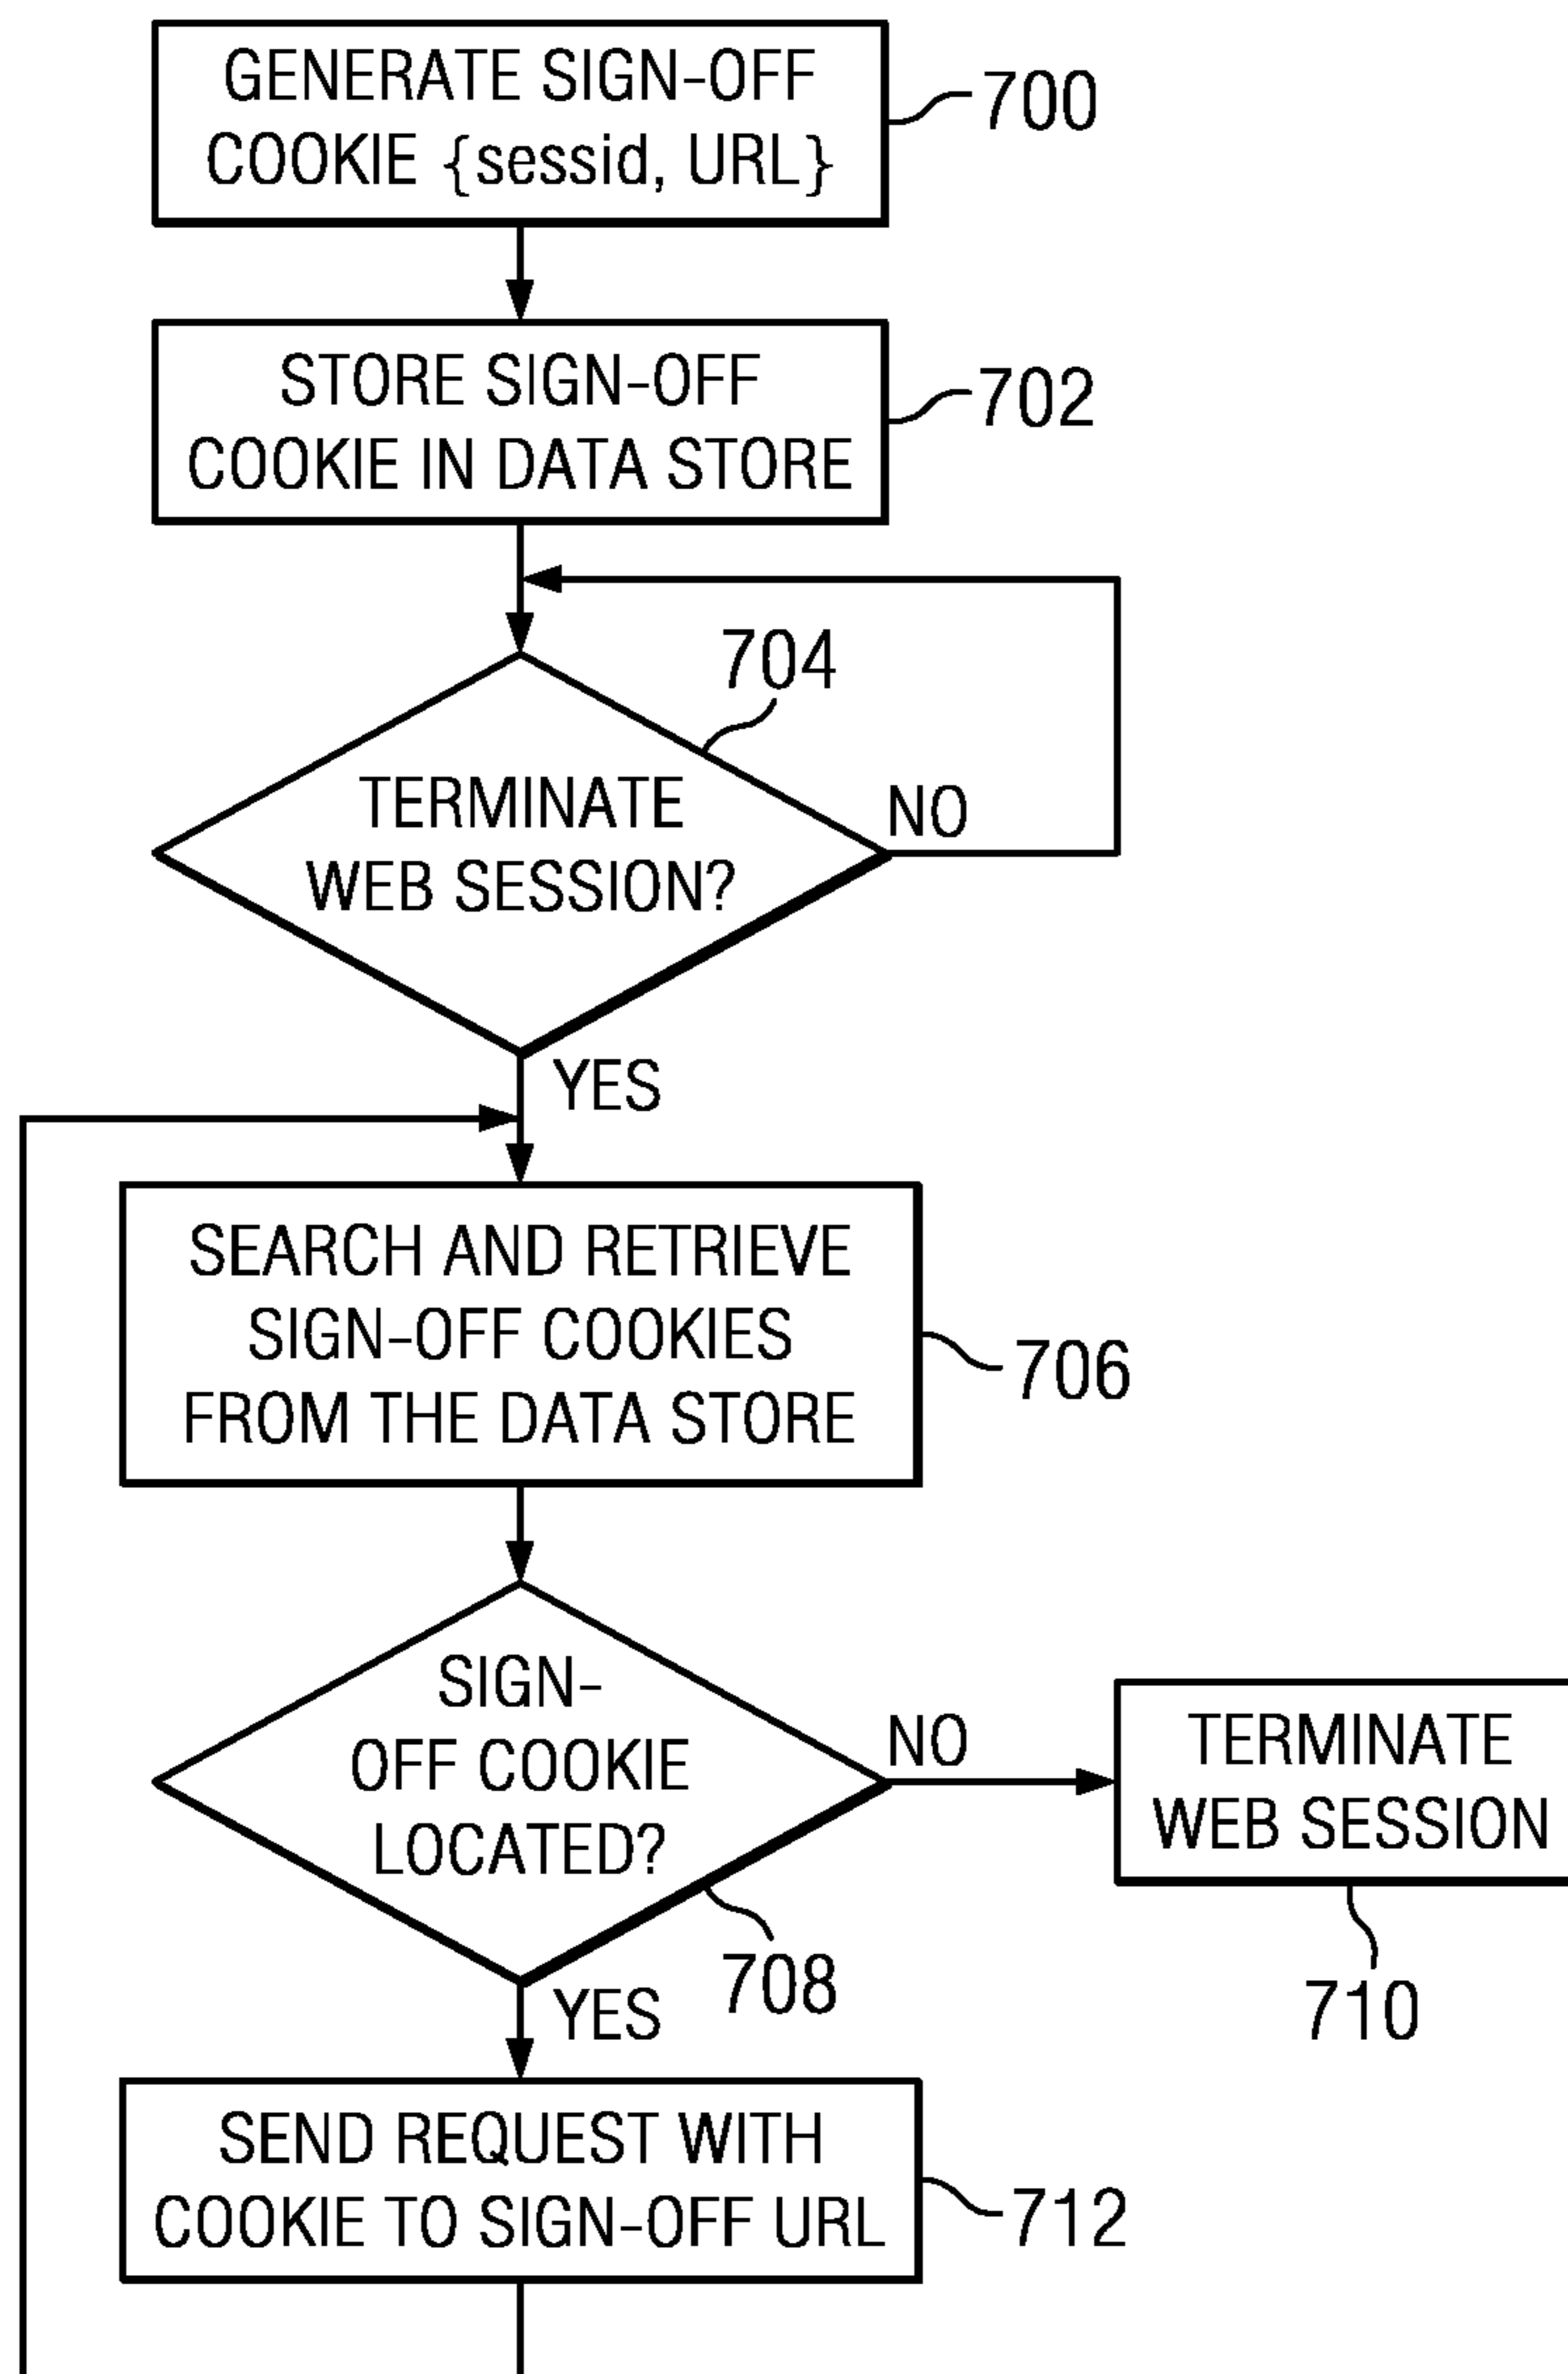 GENERATE SIGN-OFF
COOKIE {sessid, URL}
700
STORE SIGN-OFF
COOKIE IN DATA STORE
702
704
TERMINATE
WEB SESSION?
NO
YES
SEARCH AND RETRIEVE
SIGN-OFF COOKIES
FROM THE DATA STORE
706
SIGN-
OFF COOKIE
LOCATED?
NO
TERMINATE
WEB SESSION
708
710
YES
SEND REQUEST WITH
COOKIE TO SIGN-OFF URL
712